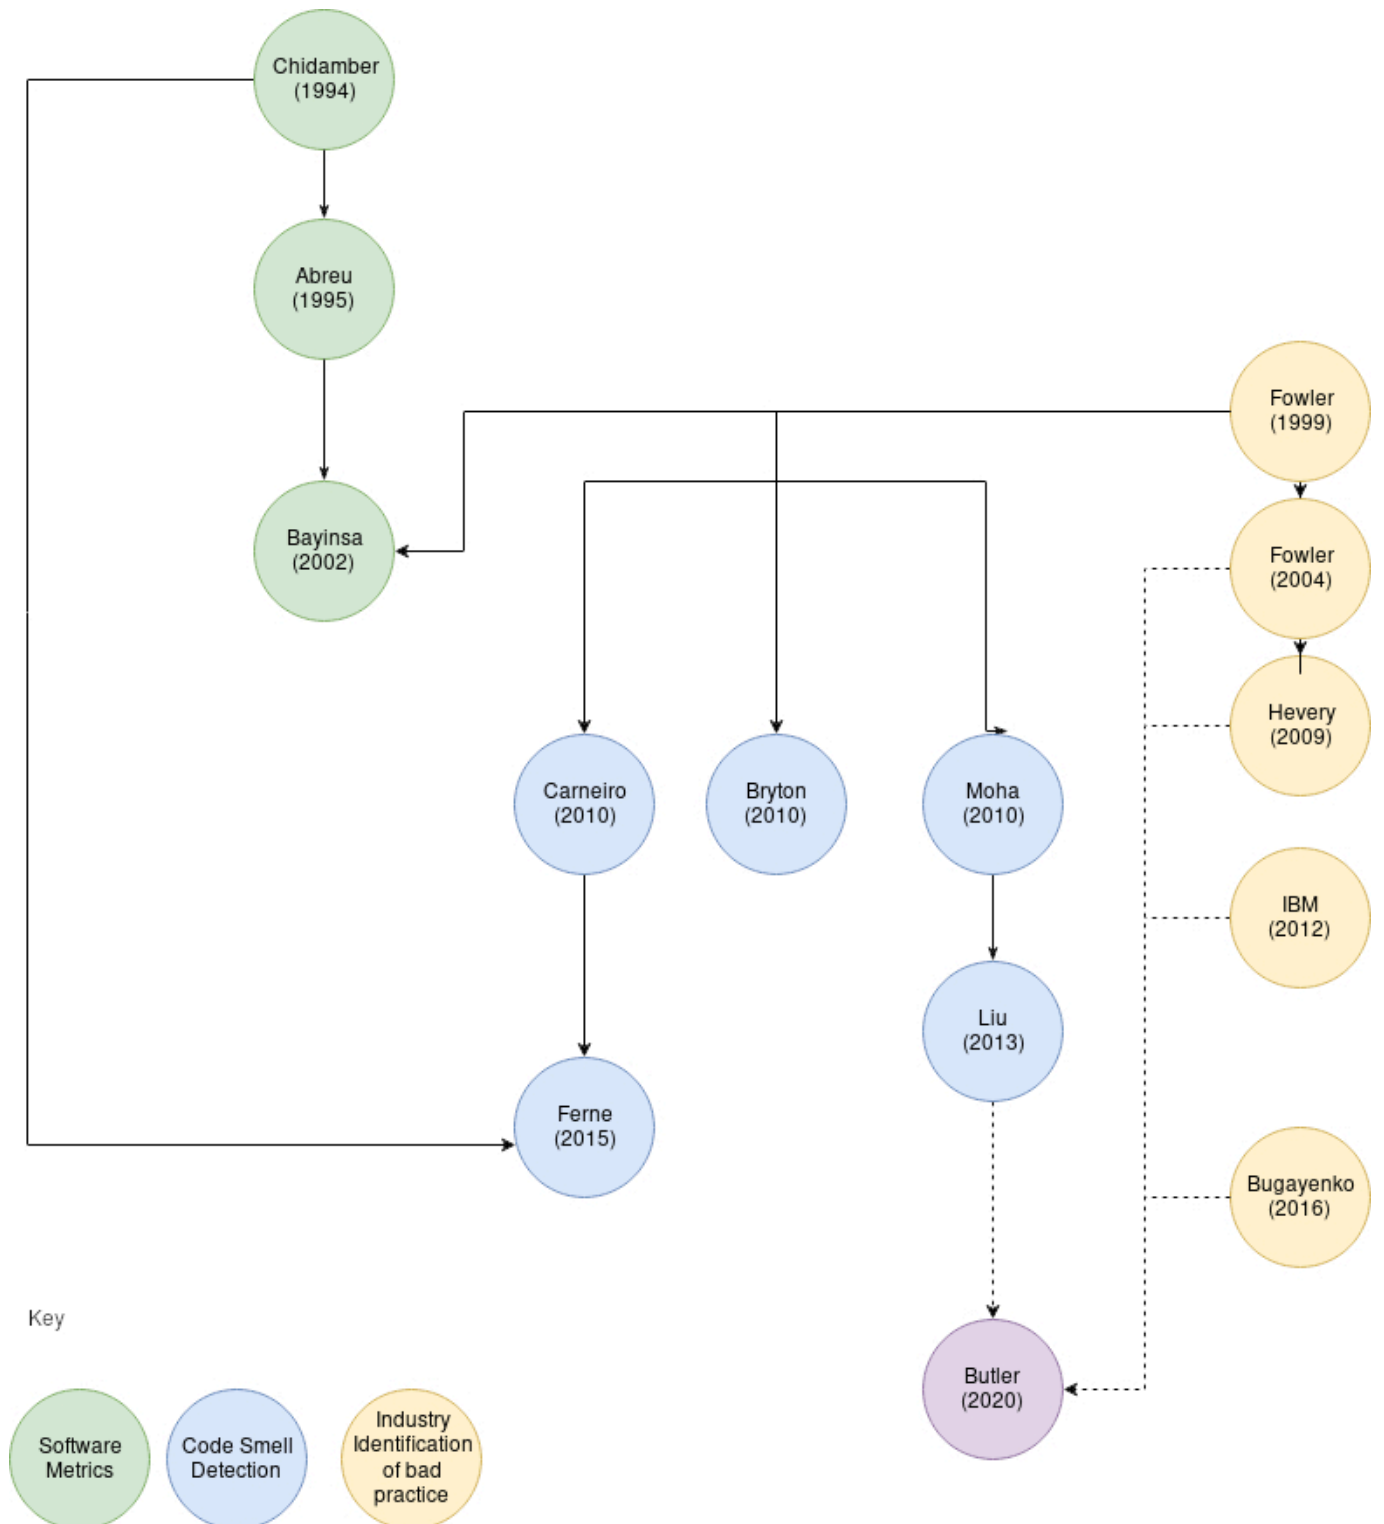 Chidamber
(1994)
Abreu
(1995)
Fowler
(1999)
Bayinsa
(2002)
Fowler
(2004)
Hevery
(2009)
Carneiro
(2010)
Bryton
(2010)
Moha
(2010)
IBM
(2012)
Liu
(2013)
Ferne
(2015)
Bugayenko
(2016)
Butler
(2020)
Key
Software
Metrics
Code Smell
Detection
Industry
Identification
of bad
practice